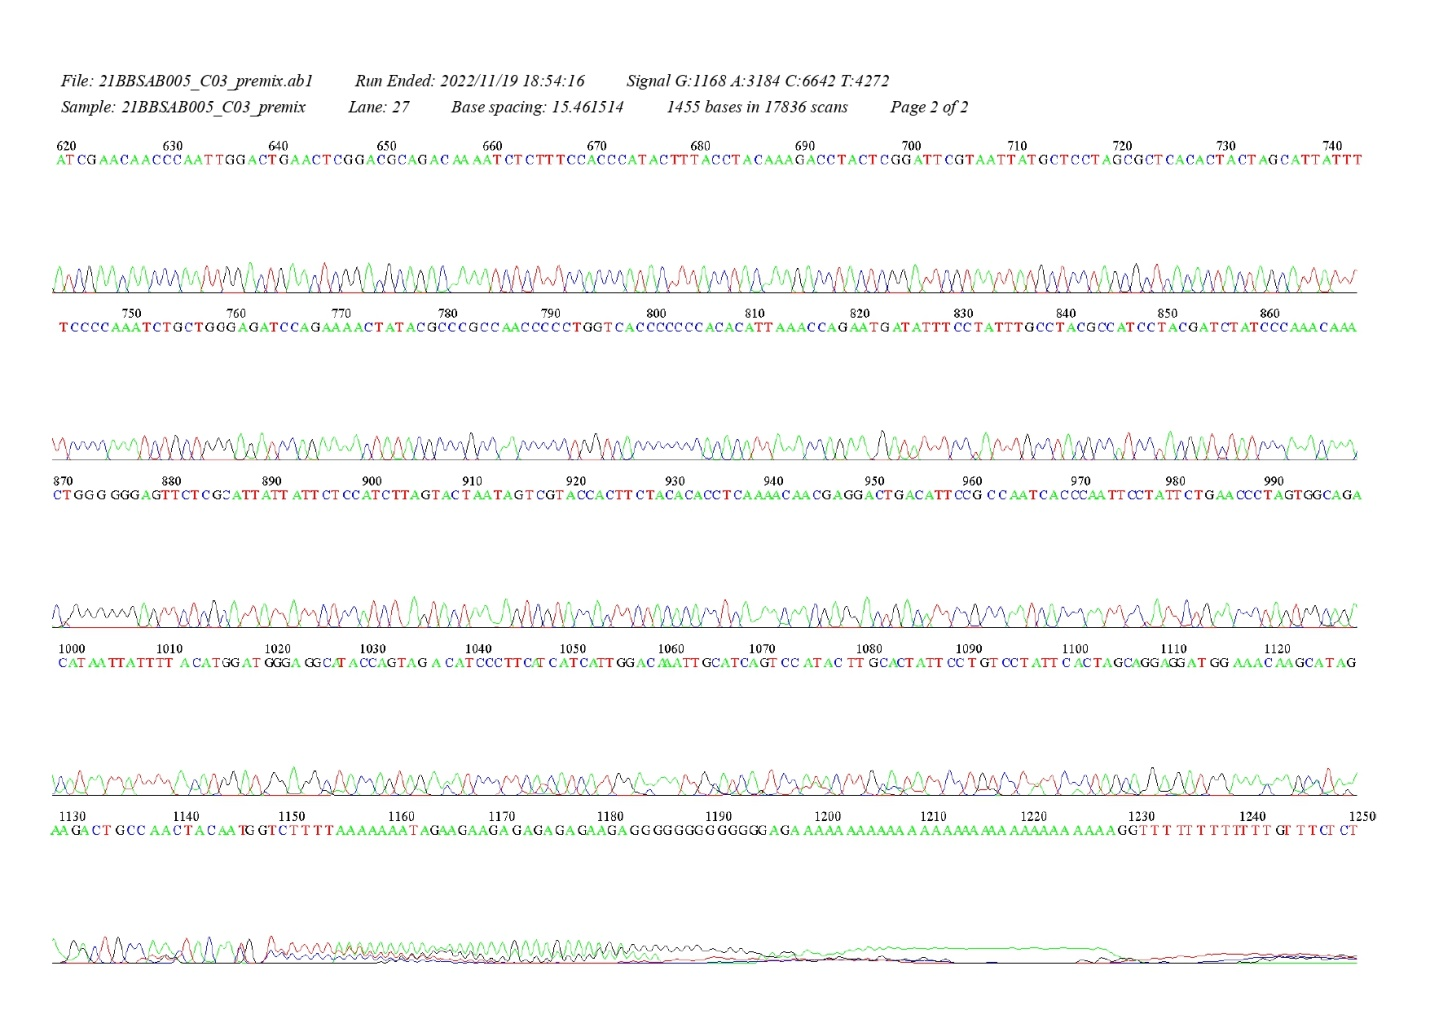 File: 21BBSAB005_C03_premix.ab1 Run Ended: 2022/11/19 18:54:16 Signal G:1168 A:3184 C:6642 T:4272
Sample: 21BBSAB005_C03_premix Lane: 27 Base spacing: 15.461514 1455 bases in 17836 scans Page 2 of 2
620 630 640 650 660 670 680 690 700 710 720 730 740
ATCGAACAACCCAATTGGACTGAACTCGGACGCAGACAAAATCTCTTTCCACCCATACTTTACCTACAAAGACCTACTCGGATTCGTAATTATGCTCCTAGCGCTCACACTACTAGCATTATTT
750 760 770 780 790 800 810 820 830 840 850 860
TCCCCAAATCTGCTGGGAGATCCAGAAAACTATACGCCCGCCAACCCCCTGGTCACCCCCCCACACATTAAACCAGAATGATATTTCCTATTTGCCTACGCCATCCTACGATCTATCCCAAACAAA
870 880 890 900 910 920 930 940 950 960 970 980 990
CTGGGGGGGAGTTCTCGCATTATTATTCTCCATCTTAGTACTAATAGTCGTACCACTTCTACACACCTCAAAACAACGAGGACTGACATTCCGCCAATCACCCAATTCCTATTCTGAACCCTAGTGGCAGA
1000 1010 1020 1030 1040 1050 1060 1070 1080 1090 1100 1110 1120
CATAATTATTTTACATGGATGGGAGGCATACCAGTAGACATCCCTTCATCATCATTGGACAAATTGCATCAGTCCATACTTGCACTATTCCTGTCCTATTCACTAGCAGGAGGATGGAAACAAGCATAG
1130 1140 1150 1160 1170 1180 1190 1200 1210 1220 1230 1240 1250